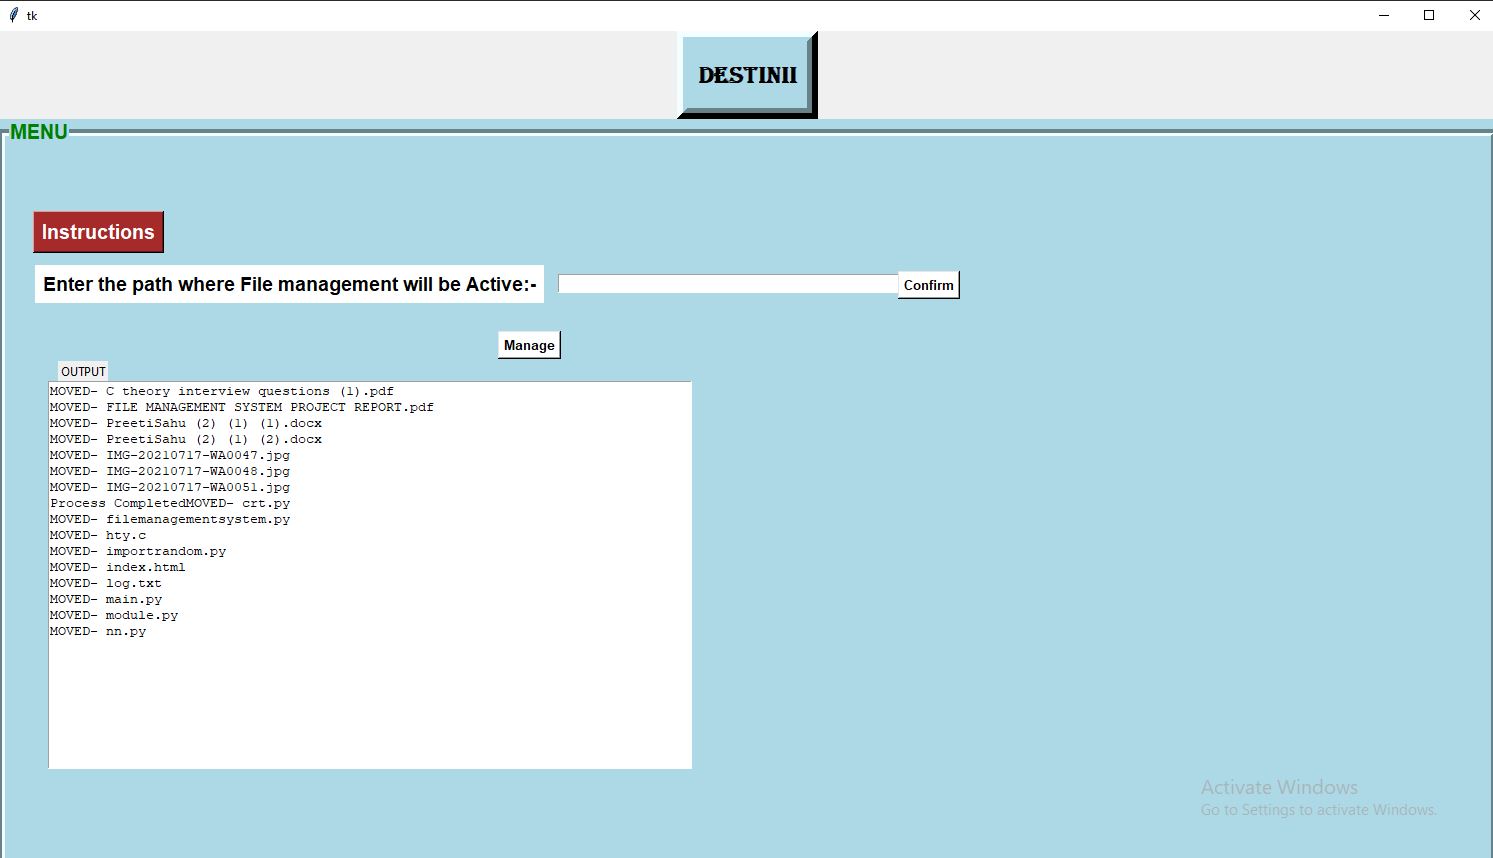 tk
DESTINII
MENU
Instructions
Enter the path where File management will be Active:-
Confirm
Manage
OUTPUT
MOVED- C theory interview questions (1).pdf
MOVED- FILE MANAGEMENT SYSTEM PROJECT REPORT.pdf
MOVED- PreetiSahu (2) (1) (1).docx
MOVED- PreetiSahu (2) (1) (2).docx
MOVED- IMG-20210717-WA0047.jpg
MOVED- IMG-20210717-WA0048.jpg
MOVED- IMG-20210717-WA0051.jpg
Process CompletedMOVED- crt.py
MOVED- filemanagementsystem.py
MOVED- hty.c
MOVED- importrandom.py
MOVED- index.html
MOVED- log.txt
MOVED- main.py
MOVED- module.py
MOVED- nn.py
Activate Windows
Go to Settings to activate Windows.